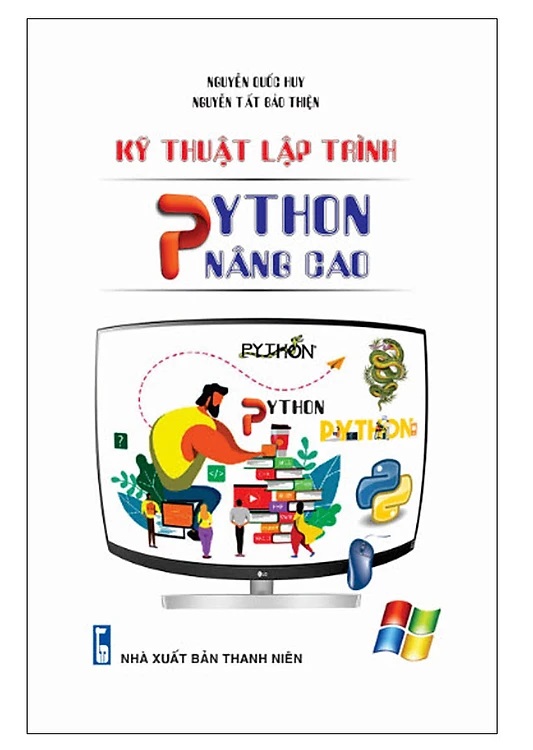 NGUYỄN QUỐC HUY
NGUYỄN TẤT BẢO THIỆN
KỸ THUẬT LẬP TRÌNH
PYTHON
NÂNG CAO
PYTHON
PYTHON
PYTHON
?
</>
LG
NHÀ XUẤT BẢN THANH NIÊN